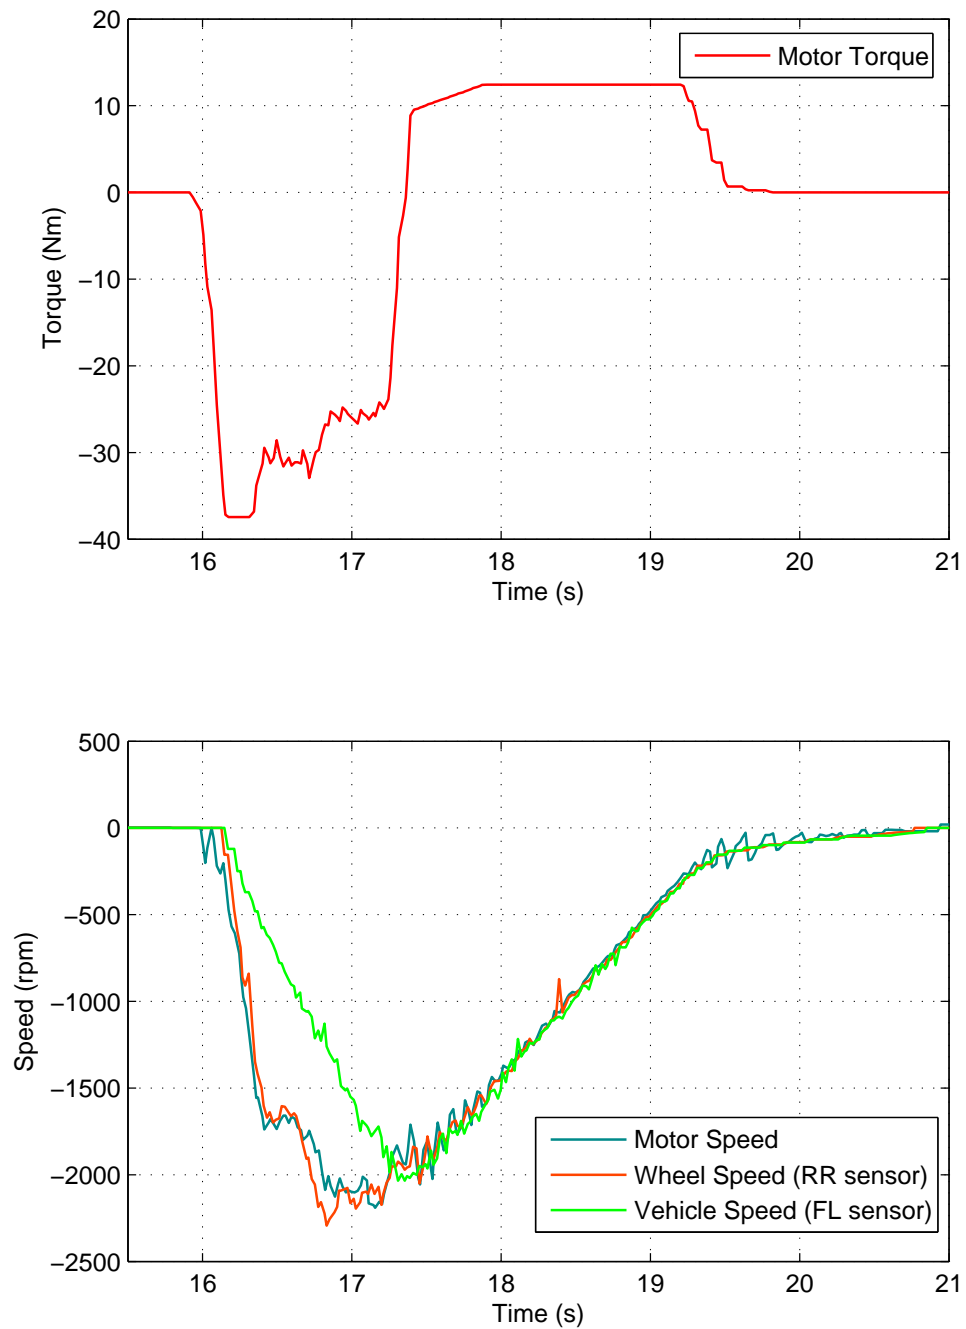 20
10
0
−10
−20
−30
−40
Torque (Nm)
Motor Torque
16 17 18 19 20 21
Time (s)
500
0
−500
−1000
−1500
−2000
−2500
Speed (rpm)
Motor Speed
Wheel Speed (RR sensor)
Vehicle Speed (FL sensor)
16 17 18 19 20 21
Time (s)